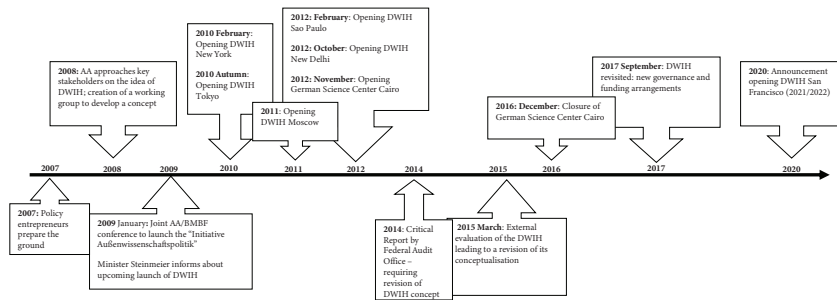 2008: AA approaches key
stakeholders on the idea of
DWIH; creation of a working
group to develop a concept
2010 February:
Opening DWIH
New York
2010 Autumn:
Opening DWIH
Tokyo
2011: Opening
DWIH Moscow
2012: February: Opening DWIH
Sao Paulo
2012: October: Opening DWIH
New Delhi
2012: November: Opening
German Science Center Cairo
2016: December: Closure of
German Science Center Cairo
2017 September: DWIH
revisited: new governance and
funding arrangements
2020: Announcement
opening DWIH San
Francisco (2021/2022)
2007 2008 2009 2010 2011 2012 2014 2015 2016 2017 2020
2007: Policy
entrepreneurs
prepare the
ground
2009 January: Joint AA/BMBF
conference to launch the "Initiative
Außenwissenschaftspolitik"
Minister Steinmeier informs about
upcoming launch of DWIH
2014: Critical
Report by
Federal Audit
Office –
requiring
revision of
DWIH concept
2015 March: External
evaluation of the DWIH
leading to a revision of its
conceptualisation